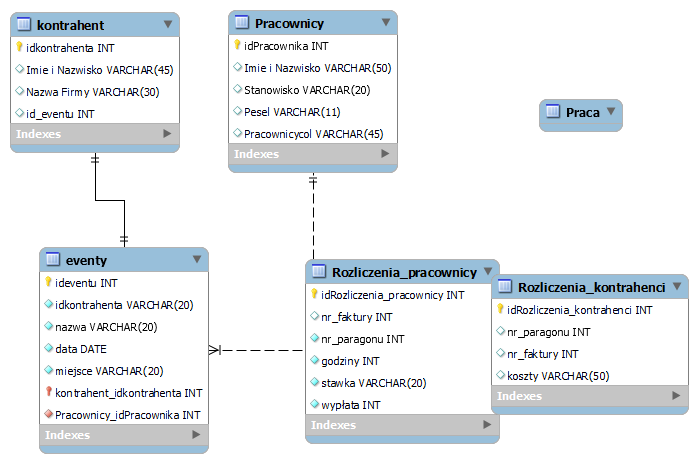 kontrahent
idkontrahenta INT
Imie i Nazwisko VARCHAR(45)
Nazwa Firmy VARCHAR(30)
id_eventu INT
Indexes
Pracownicy
idPracownika INT
Imie i Nazwisko VARCHAR(50)
Stanowisko VARCHAR(20)
Pesel VARCHAR(11)
Pracownicycol VARCHAR(45)
Indexes
Praca
eventy
ideventu INT
idkontrahenta VARCHAR(20)
nazwa VARCHAR(20)
data DATE
miejsce VARCHAR(20)
kontrahent_idkontrahenta INT
Pracownicy_idPracownika INT
Indexes
Rozliczenia_pracownicy
idRozliczenia_pracownicy INT
nr_faktury INT
nr_paragonu INT
godziny INT
stawka VARCHAR(20)
wypłata INT
Indexes
Rozliczenia_kontrahenci
idRozliczenia_kontrahenci INT
nr_paragonu INT
nr_faktury INT
koszty VARCHAR(50)
Indexes